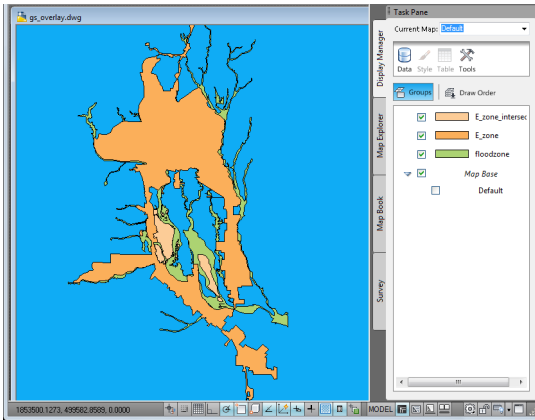 gs_overlay.dwg
Task Pane
Current Map: Default
Data Style Table Tools
Groups Draw Order
E_zone_intersec
E_zone
floodzone
Map Base
Default
Display Manager
Map Explorer
Map Book
Survey
1853500.1273, 499582.8589, 0.0000
MODEL